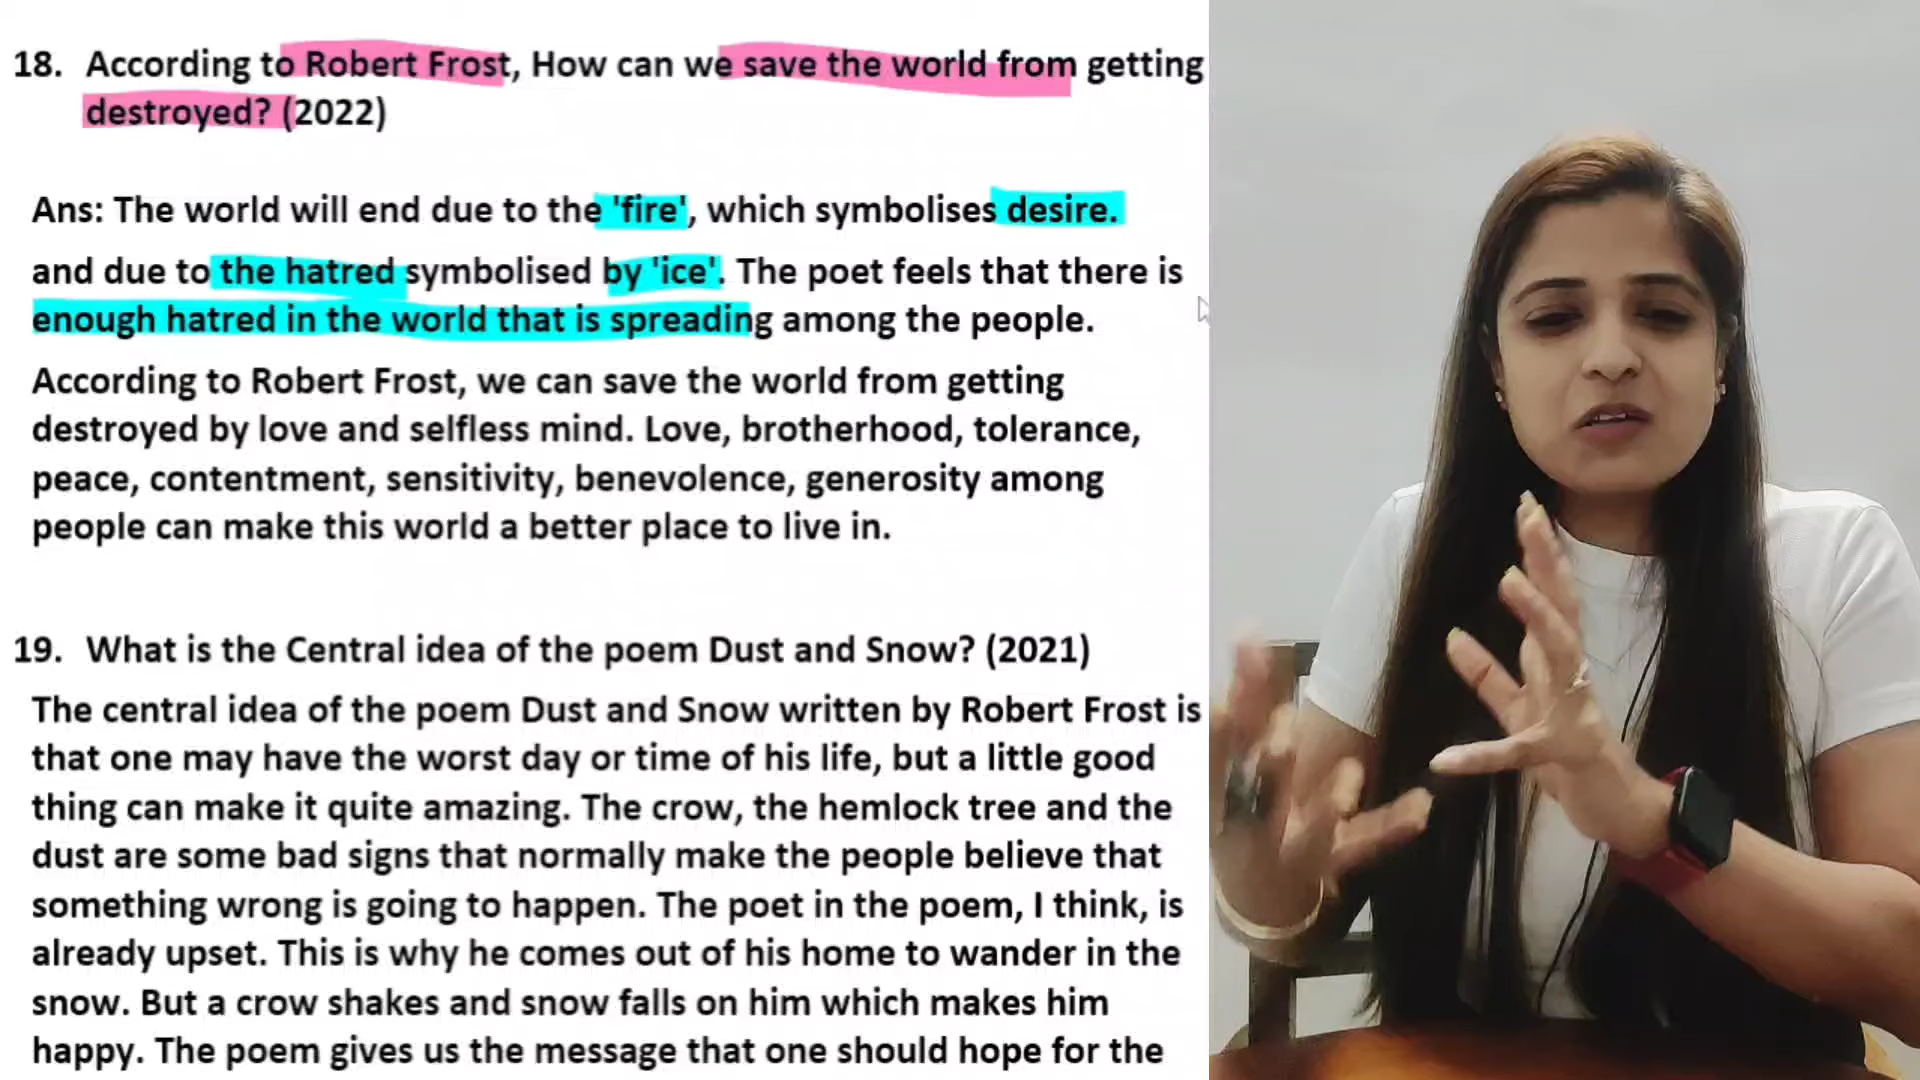 18. According to Robert Frost, How can we save the world from getting
destroyed? (2022)
Ans: The world will end due to the 'fire', which symbolises desire.
and due to the hatred symbolised by 'ice'. The poet feels that there is
enough hatred in the world that is spreading among the people.
According to Robert Frost, we can save the world from getting
destroyed by love and selfless mind. Love, brotherhood, tolerance,
peace, contentment, sensitivity, benevolence, generosity among
people can make this world a better place to live in.
19. What is the Central idea of the poem Dust and Snow? (2021)
The central idea of the poem Dust and Snow written by Robert Frost is
that one may have the worst day or time of his life, but a little good
thing can make it quite amazing. The crow, the hemlock tree and the
dust are some bad signs that normally make the people believe that
something wrong is going to happen. The poet in the poem, I think, is
already upset. This is why he comes out of his home to wander in the
snow. But a crow shakes and snow falls on him which makes him
happy. The poem gives us the message that one should hope for the